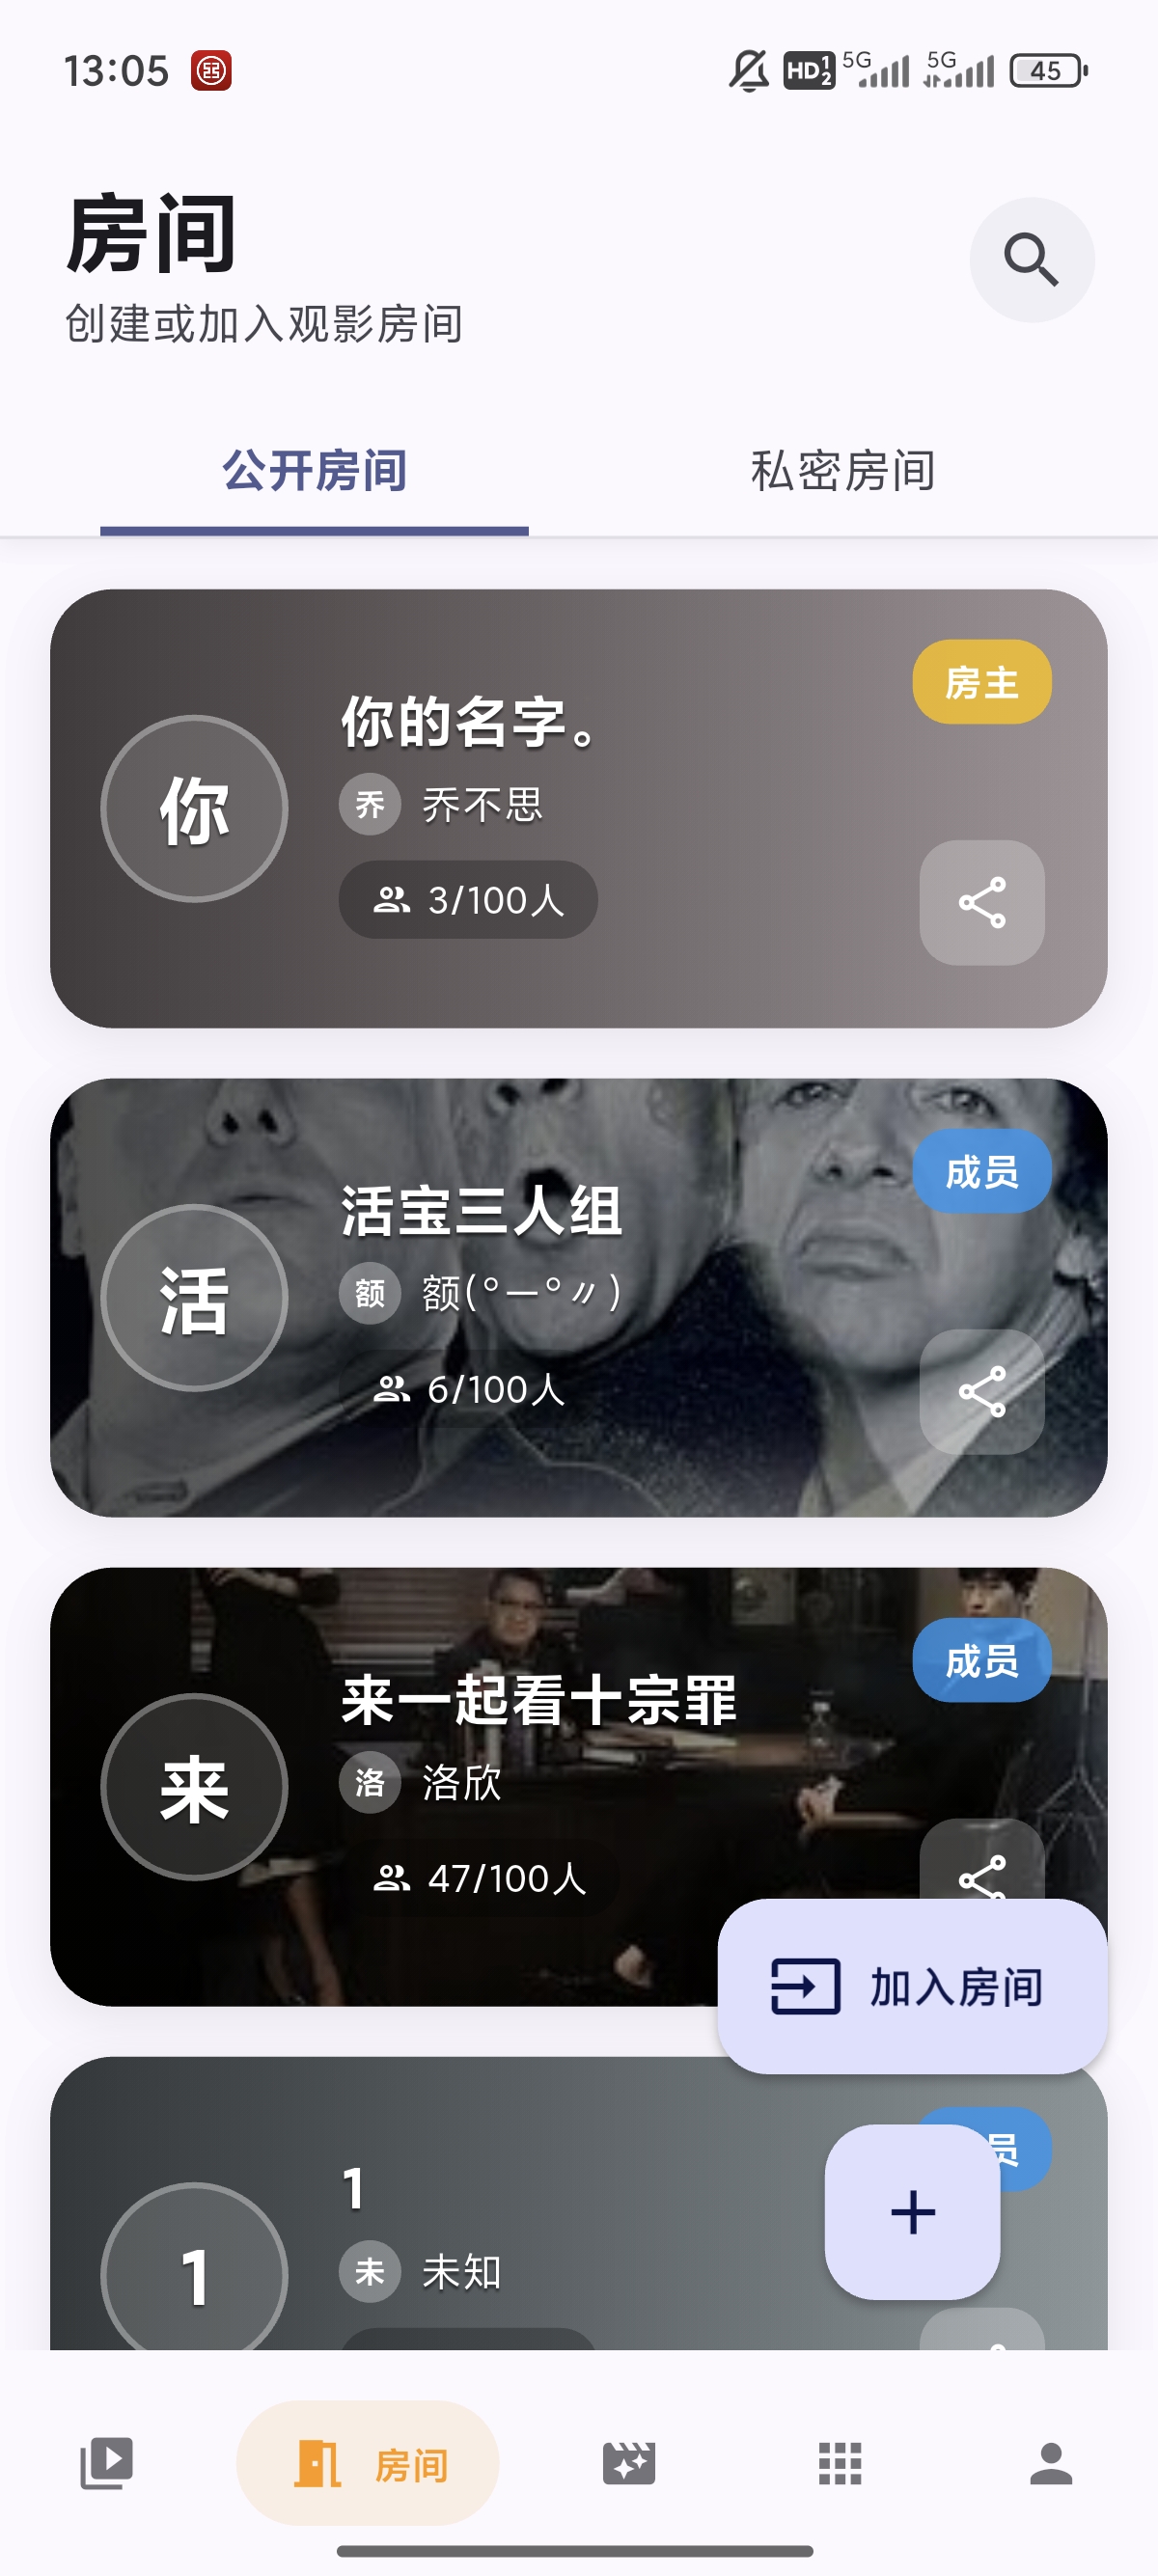 13:05
HD 1 2 5G 5G 45
房间
创建或加入观影房间
公开房间 私密房间
房主
你的名字。
你
乔 乔不思
3/100人
成员
活宝三人组
活
额 额(°—°〃)
6/100人
成员
来一起看十宗罪
来
洛 洛欣
47/100人
加入房间
员
1
1
未 未知
房间